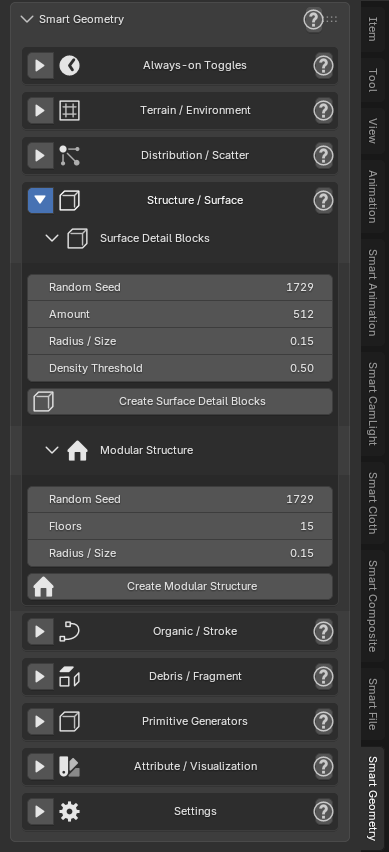 Smart Geometry
Always-on Toggles
Terrain / Environment
Distribution / Scatter
Structure / Surface
Surface Detail Blocks
Random Seed 1729
Amount 512
Radius / Size 0.15
Density Threshold 0.50
Create Surface Detail Blocks
Modular Structure
Random Seed 1729
Floors 15
Radius / Size 0.15
Create Modular Structure
Organic / Stroke
Debris / Fragment
Primitive Generators
Attribute / Visualization
Settings
Item
Tool
View
Animation
Smart Animation
Smart CamLight
Smart Cloth
Smart Composite
Smart File
Smart Geometry